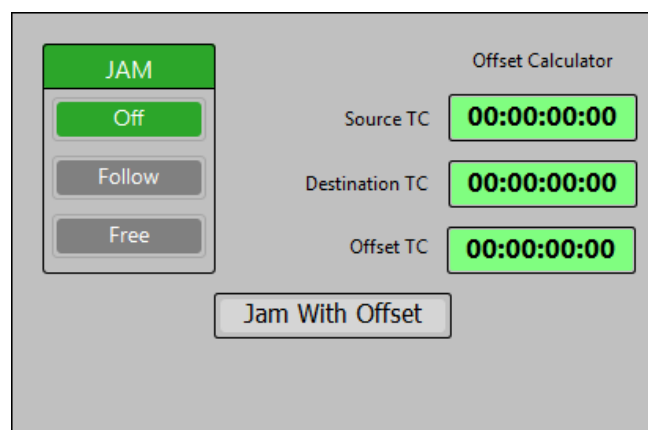 JAM
Off
Follow
Free
Offset Calculator
Source TC 00:00:00:00
Destination TC 00:00:00:00
Offset TC 00:00:00:00
Jam With Offset